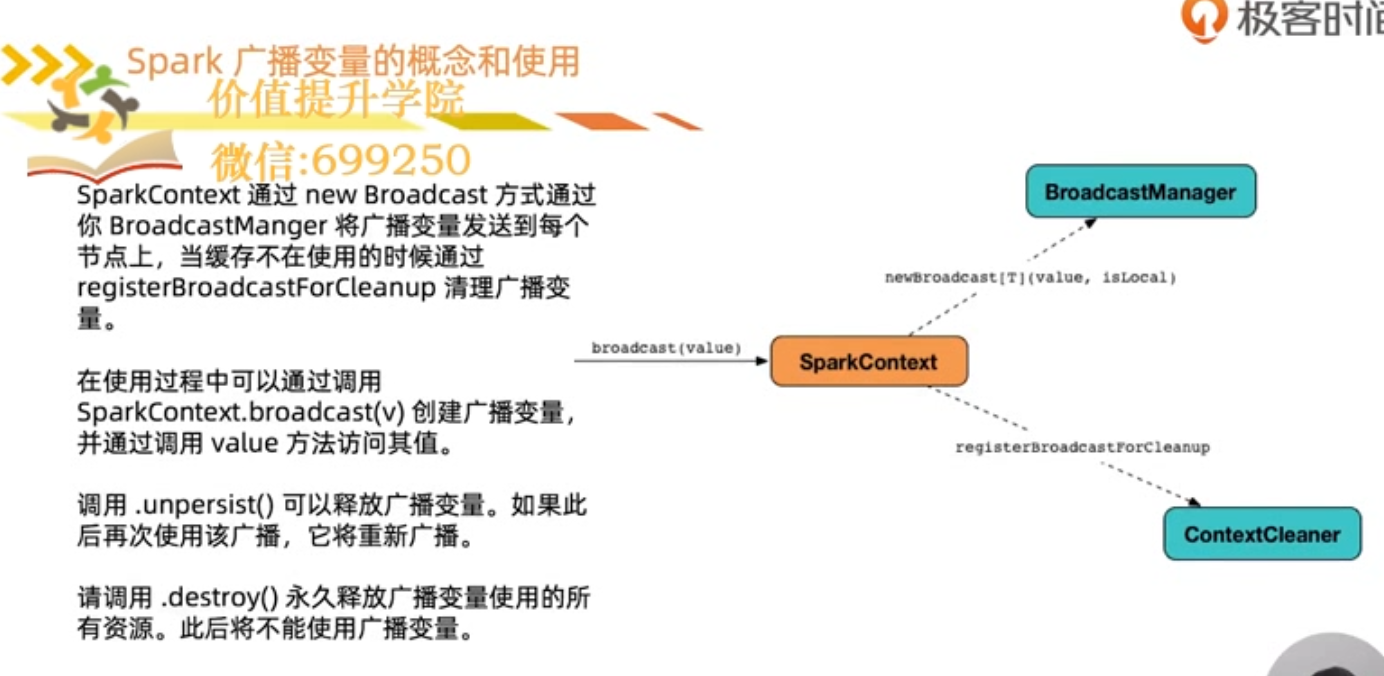 极客时间
Spark 广播变量的概念和使用
价值提升学院
微信:699250
SparkContext 通过 new Broadcast 方式通过
你 BroadcastManger 将广播变量发送到每个
节点上，当缓存不在使用的时候通过
registerBroadcastForCleanup 清理广播变
量。
在使用过程中可以通过调用
SparkContext.broadcast(v) 创建广播变量，
并通过调用 value 方法访问其值。
调用 .unpersist() 可以释放广播变量。如果此
后再次使用该广播，它将重新广播。
请调用 .destroy() 永久释放广播变量使用的所
有资源。此后将不能使用广播变量。
BroadcastManager
newBroadcast[T](value, isLocal)
broadcast(value)
SparkContext
registerBroadcastForCleanup
ContextCleaner